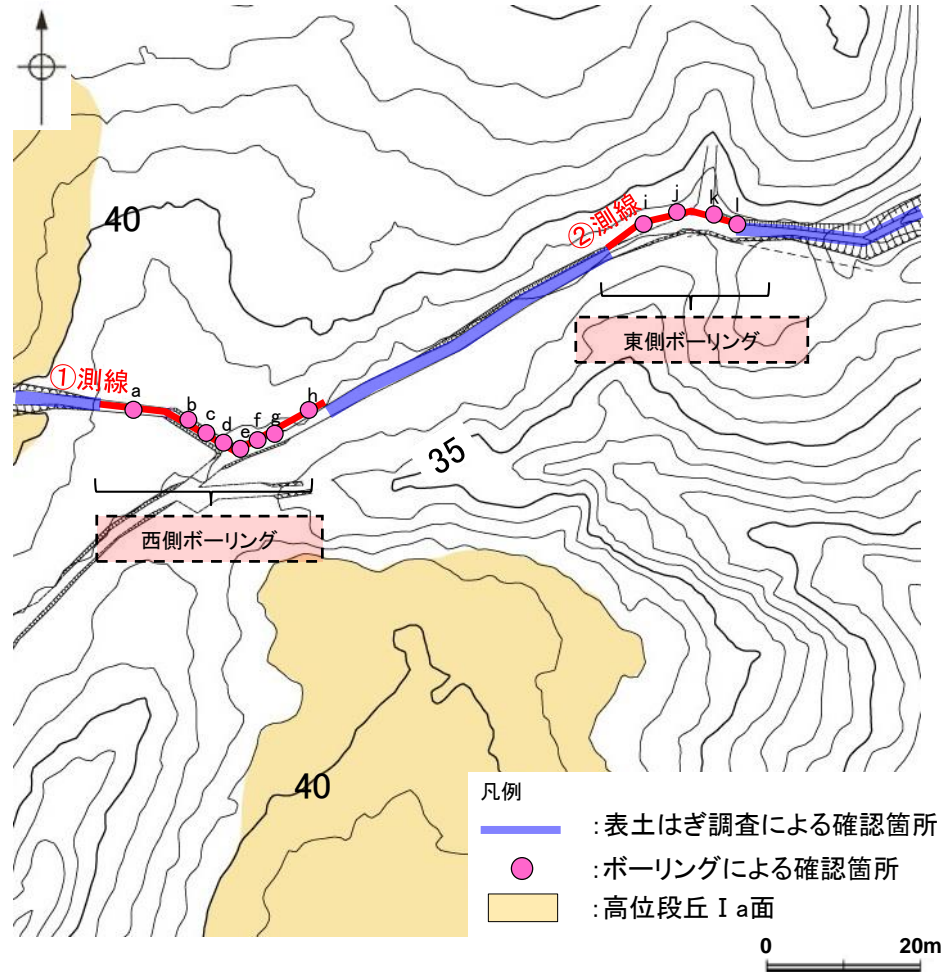 40
②測線
i
j
k
l
東側ボーリング
①測線
a
b
c
d
e
f
g
h
35
西側ボーリング
40
凡例
：表土はぎ調査による確認箇所
：ボーリングによる確認箇所
：高位段丘Ⅰa面
0
20m